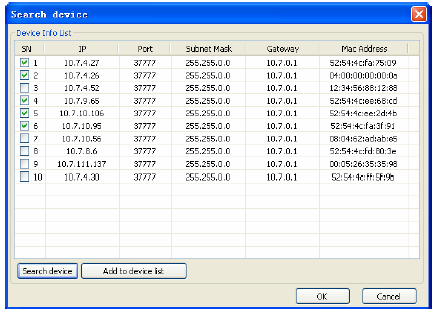 Search device
Device Info List
SN IP Port Subnet Mask Gateway Mac Address
1 10.7.4.27 37777 255.255.0.0 10.7.0.1 52:54:4c:fa:75:09
2 10.7.4.26 37777 255.255.0.0 10.7.0.1 04:00:00:00:00:0a
3 10.7.4.52 37777 255.255.0.0 10.7.0.1 12:34:56:88:12:88
4 10.7.9.65 37777 255.255.0.0 10.7.0.1 52:54:4c:ee:68:cd
5 10.7.10.106 37777 255.255.0.0 10.7.0.1 52:54:4c:ee:2d:4b
6 10.7.10.95 37777 255.255.0.0 10.7.0.1 52:54:4c:fa:3f:91
7 10.7.10.56 37777 255.255.0.0 10.7.0.1 08:04:62:ad:ab:e5
8 10.7.8.6 37777 255.255.0.0 10.7.0.1 52:54:4c:fd:80:3e
9 10.7.111.137 37777 255.255.0.0 10.7.0.1 00:05:26:35:35:98
10 10.7.4.30 37777 255.255.0.0 10.7.0.1 52:54:4c:ff:5f:9b
Search device Add to device list
OK Cancel